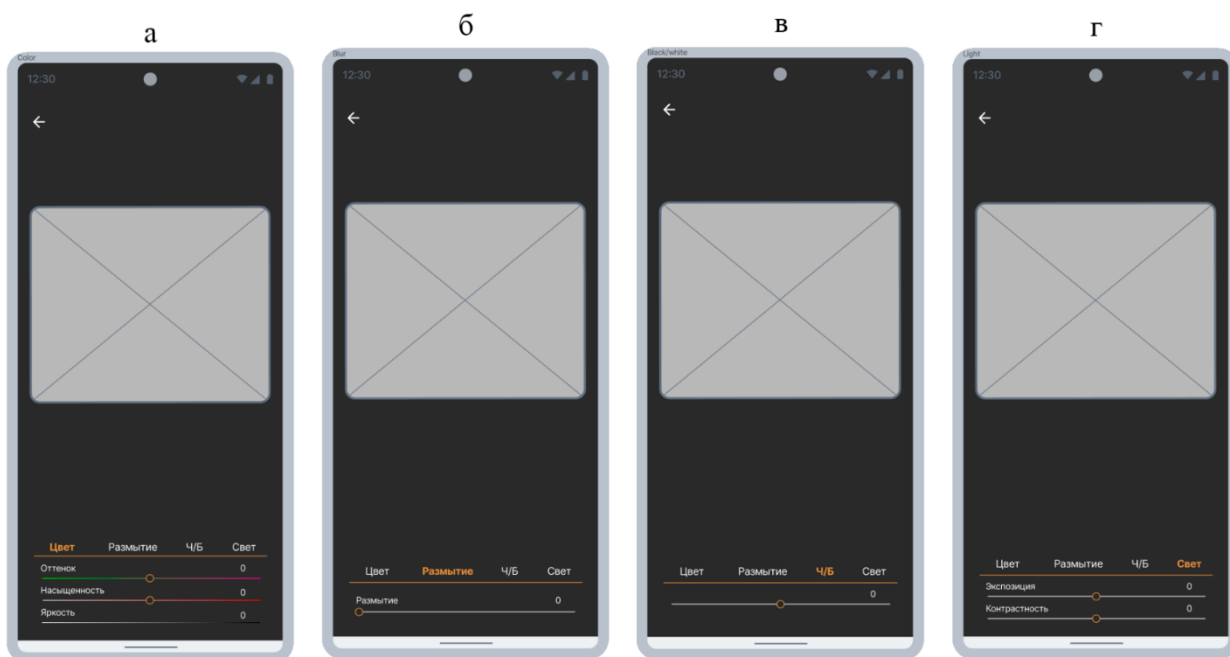 а
Color
12:30
Цвет Размытие Ч/Б Свет
Оттенок 0
Насыщенность 0
Яркость 0
б
Blur
12:30
Цвет Размытие Ч/Б Свет
Размытие 0
в
Black/white
12:30
Цвет Размытие Ч/Б Свет
0
г
Light
12:30
Цвет Размытие Ч/Б Свет
Экспозиция 0
Контрастность 0